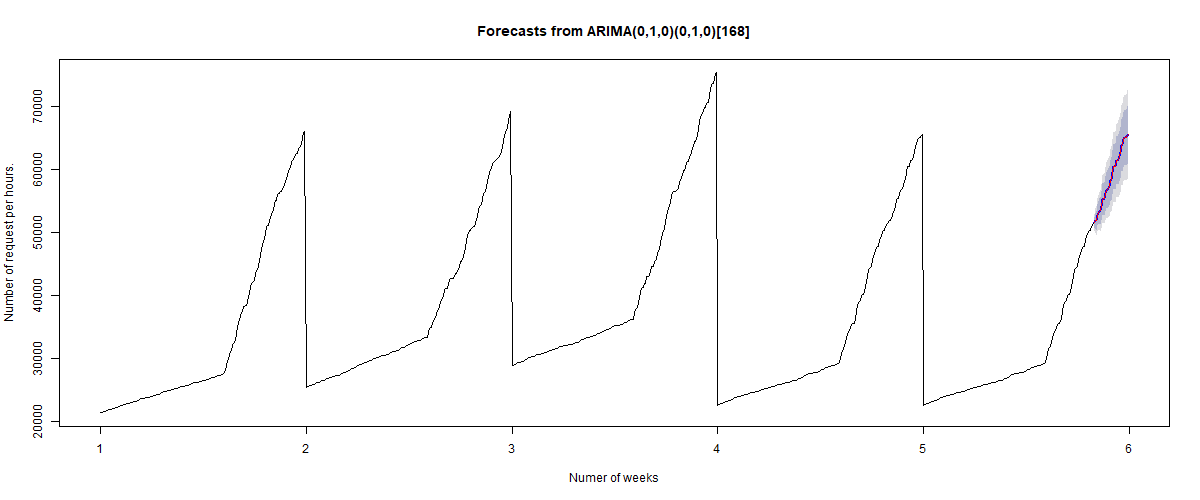 Forecasts from ARIMA(0,1,0)(0,1,0)[168]
Number of request per hours.
70000
60000
50000
40000
30000
20000
1 2 3 4 5 6
Numer of weeks